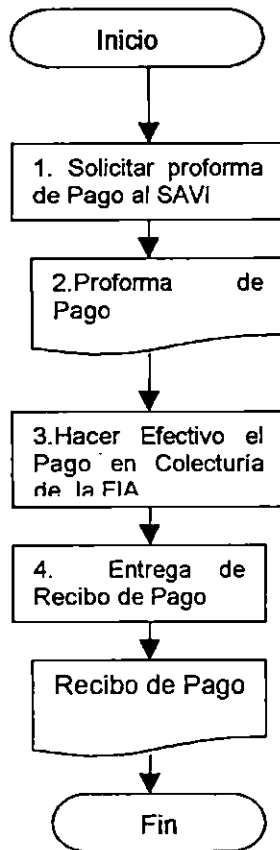 Inicio
1. Solicitar proforma
de Pago al SAVI
2.Proforma de
Pago
3.Hacer Efectivo el
Pago en Colecturía
de la FIA
4. Entrega de
Recibo de Pago
Recibo de Pago
Fin